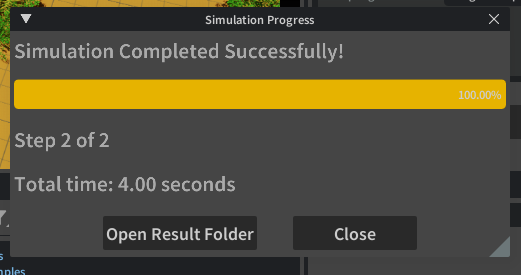 Simulation Progress
Simulation Completed Successfully!
100.00%
Step 2 of 2
Total time: 4.00 seconds
Open Result Folder
Close